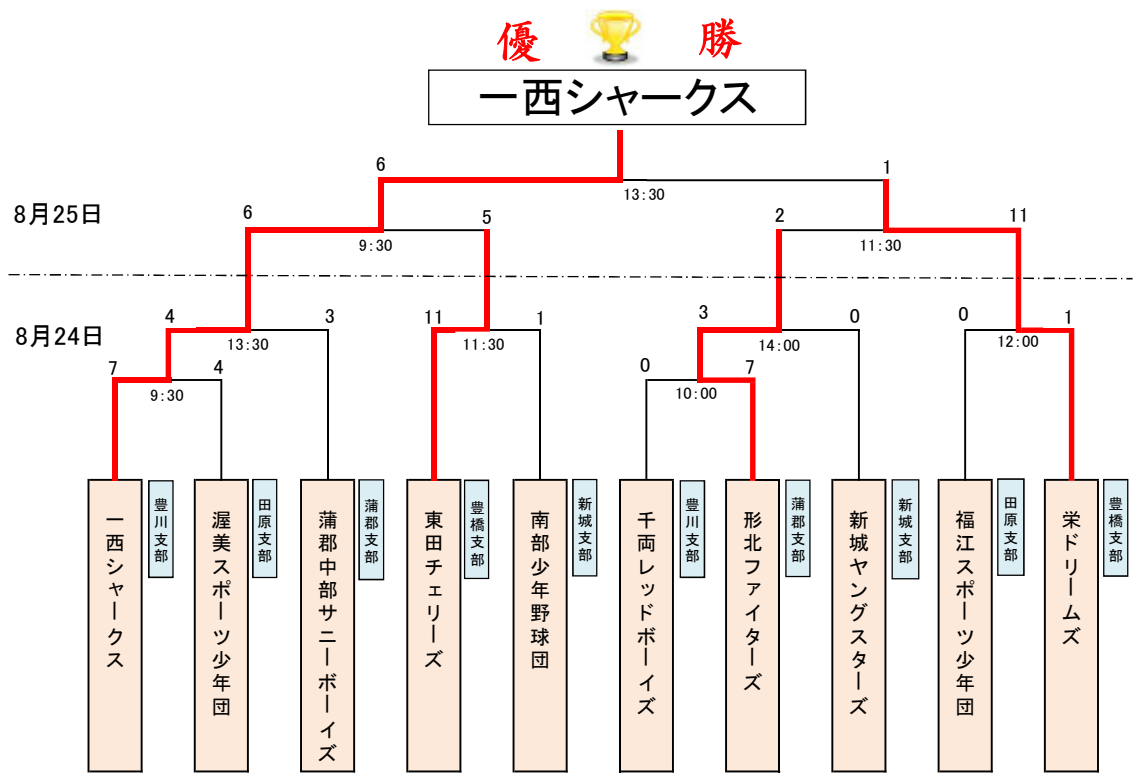 優 勝
一西シャークス
6
1
13:30
8月25日
6
5
2
11
9:30
11:30
8月24日
4
3
11
1
3
0
0
1
13:30
11:30
14:00
12:00
7
4
0
7
9:30
10:00
一西シャークス
豊川支部
渥美スポーツ少年団
田原支部
蒲郡中部サニーボーイズ
蒲郡支部
東田チェリーズ
豊橋支部
南部少年野球団
新城支部
千両レッドボーイズ
豊川支部
形北ファイターズ
蒲郡支部
新城ヤングスターズ
新城支部
福江スポーツ少年団
田原支部
栄ドリームズ
豊橋支部